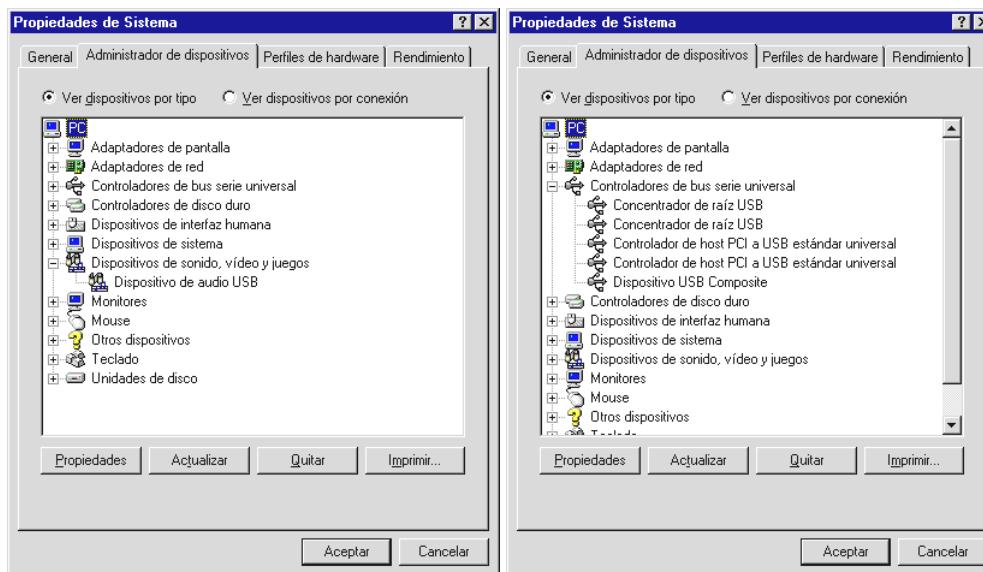 Propiedades de Sistema
General Administrador de dispositivos Perfiles de hardware Rendimiento
Ver dispositivos por tipo Ver dispositivos por conexión
PC
Adaptadores de pantalla
Adaptadores de red
Controladores de bus serie universal
Controladores de disco duro
Dispositivos de interfaz humana
Dispositivos de sistema
Dispositivos de sonido, vídeo y juegos
Dispositivo de audio USB
Monitores
Mouse
Otros dispositivos
Teclado
Unidades de disco
Propiedades Actualizar Quitar Imprimir...
Aceptar Cancelar
Propiedades de Sistema
General Administrador de dispositivos Perfiles de hardware Rendimiento
Ver dispositivos por tipo Ver dispositivos por conexión
PC
Adaptadores de pantalla
Adaptadores de red
Controladores de bus serie universal
Concentrador de raíz USB
Concentrador de raíz USB
Controlador de host PCI a USB estándar universal
Controlador de host PCI a USB estándar universal
Dispositivo USB Composite
Controladores de disco duro
Dispositivos de interfaz humana
Dispositivos de sistema
Dispositivos de sonido, vídeo y juegos
Monitores
Mouse
Otros dispositivos
Teclado
Propiedades Actualizar Quitar Imprimir...
Aceptar Cancelar